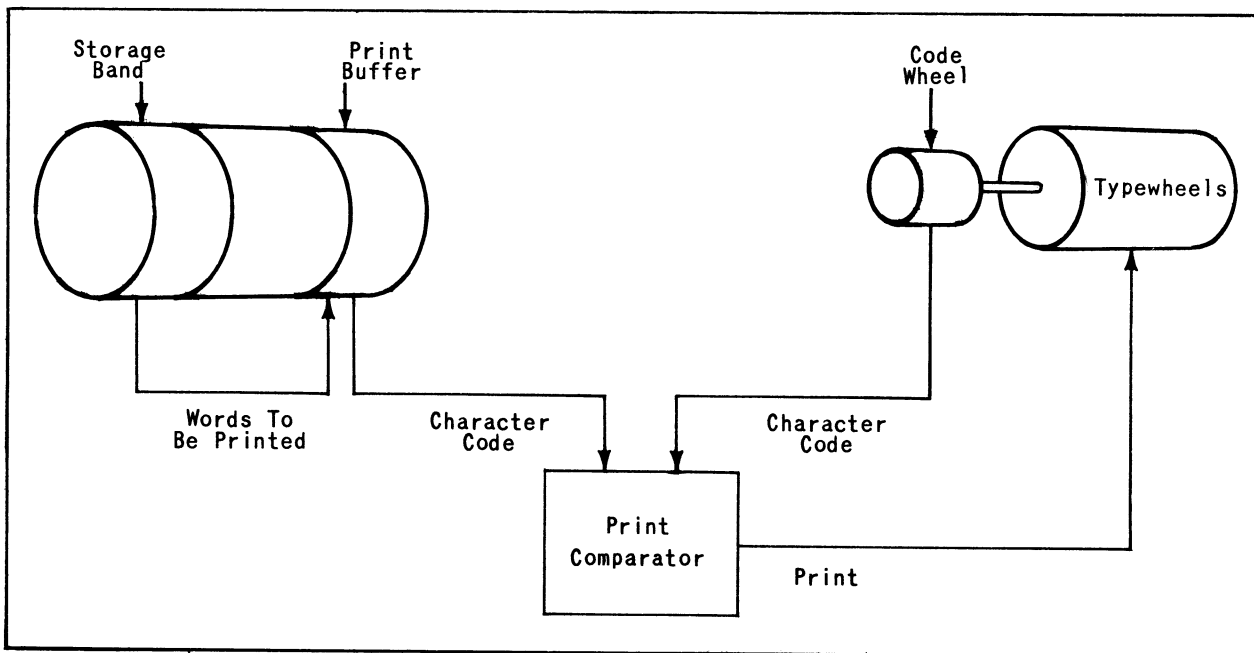 Storage
Band
Print
Buffer
Code
Wheel
Typewheels
Words To
Be Printed
Character
Code
Character
Code
Print
Comparator
Print